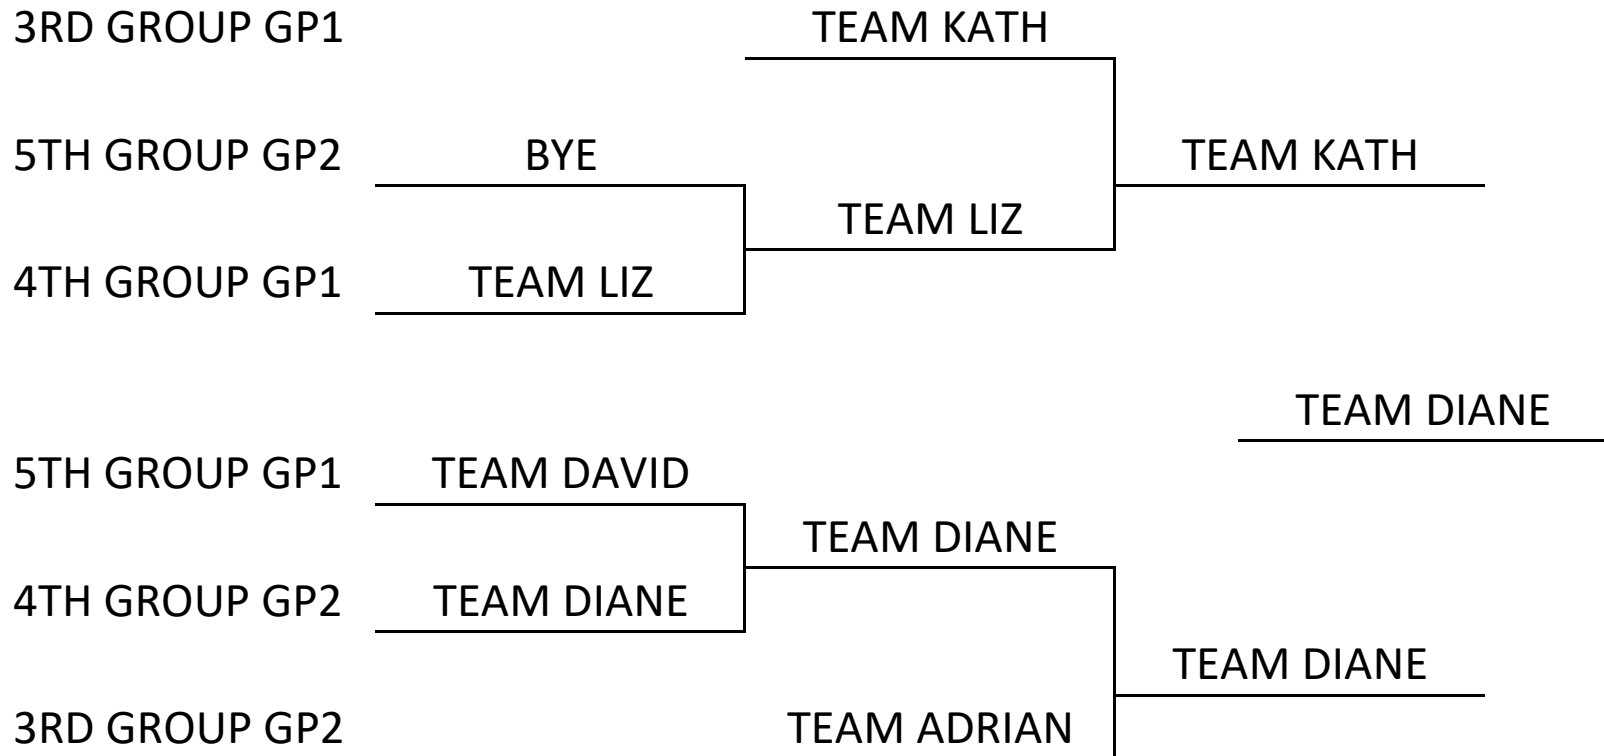 3RD GROUP GP1 TEAM KATH
5TH GROUP GP2 BYE TEAM KATH
TEAM LIZ
4TH GROUP GP1 TEAM LIZ
TEAM DIANE
5TH GROUP GP1 TEAM DAVID
TEAM DIANE
4TH GROUP GP2 TEAM DIANE
TEAM DIANE
3RD GROUP GP2 TEAM ADRIAN